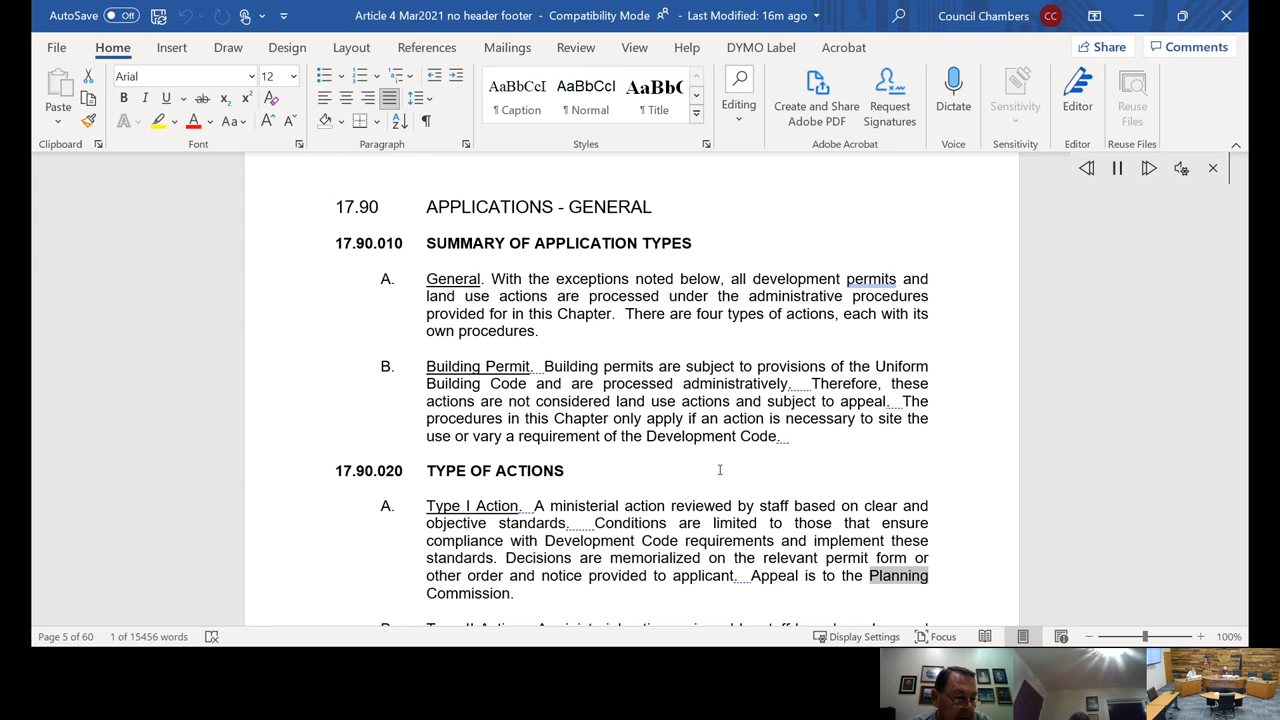 AutoSave Off Article 4 Mar2021 no header footer - Compatibility Mode Last Modified: 16m ago Council Chambers CC
File Home Insert Draw Design Layout References Mailings Review View Help DYMO Label Acrobat Share Comments
Arial 12
Paste
AaBbCcI AaBbCcI AaBbC
¶ Caption ¶ Normal ¶ Title
Editing
Create and Share Adobe PDF
Request Signatures
Dictate
Sensitivity
Editor
Reuse Files
Clipboard Font Paragraph Styles Adobe Acrobat Voice Sensitivity Editor Reuse Files
17.90 APPLICATIONS - GENERAL
17.90.010 SUMMARY OF APPLICATION TYPES
A. General. With the exceptions noted below, all development permits and
land use actions are processed under the administrative procedures
provided for in this Chapter. There are four types of actions, each with its
own procedures.
B. Building Permit. Building permits are subject to provisions of the Uniform
Building Code and are processed administratively. Therefore, these
actions are not considered land use actions and subject to appeal. The
procedures in this Chapter only apply if an action is necessary to site the
use or vary a requirement of the Development Code.
17.90.020 TYPE OF ACTIONS
A. Type I Action. A ministerial action reviewed by staff based on clear and
objective standards. Conditions are limited to those that ensure
compliance with Development Code requirements and implement these
standards. Decisions are memorialized on the relevant permit form or
other order and notice provided to applicant. Appeal is to the Planning
Commission.
Page 5 of 60 1 of 15456 words Display Settings Focus 100%